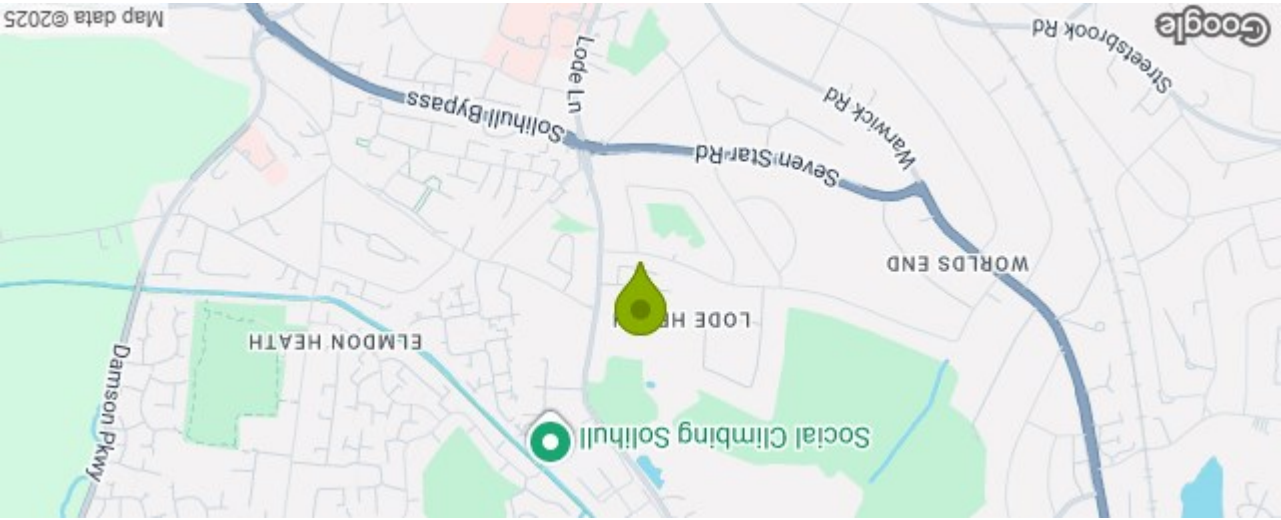 Social Climbing Solihull
Damson Pkwy
ELMDON HEATH
LODE HEATH
WORLDS END
Seven Star Rd
Warwick Rd
Solihull Bypass
Lode Ln
Streetsbrook Rd
Google
Map data ©2025